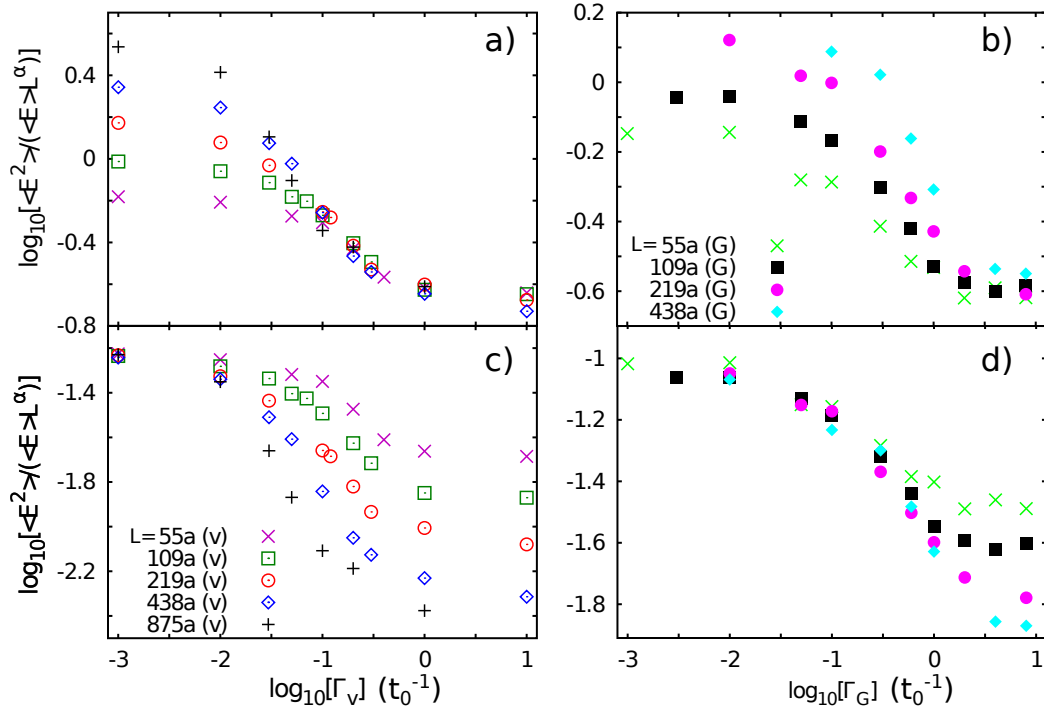 a)
log10[<E2>/(<E>Lα)]
0.4
0
-0.4
-0.8
b)
0.2
0
-0.2
-0.4
-0.6
L= 55a (G)
109a (G)
219a (G)
438a (G)
c)
log10[<E2>/(<E>Lα)]
-1.4
-1.8
-2.2
L= 55a (v)
109a (v)
219a (v)
438a (v)
875a (v)
-3 -2 -1 0 1
log10[Γv] (t0-1)
d)
-1
-1.2
-1.4
-1.6
-1.8
-3 -2 -1 0 1
log10[ΓG] (t0-1)